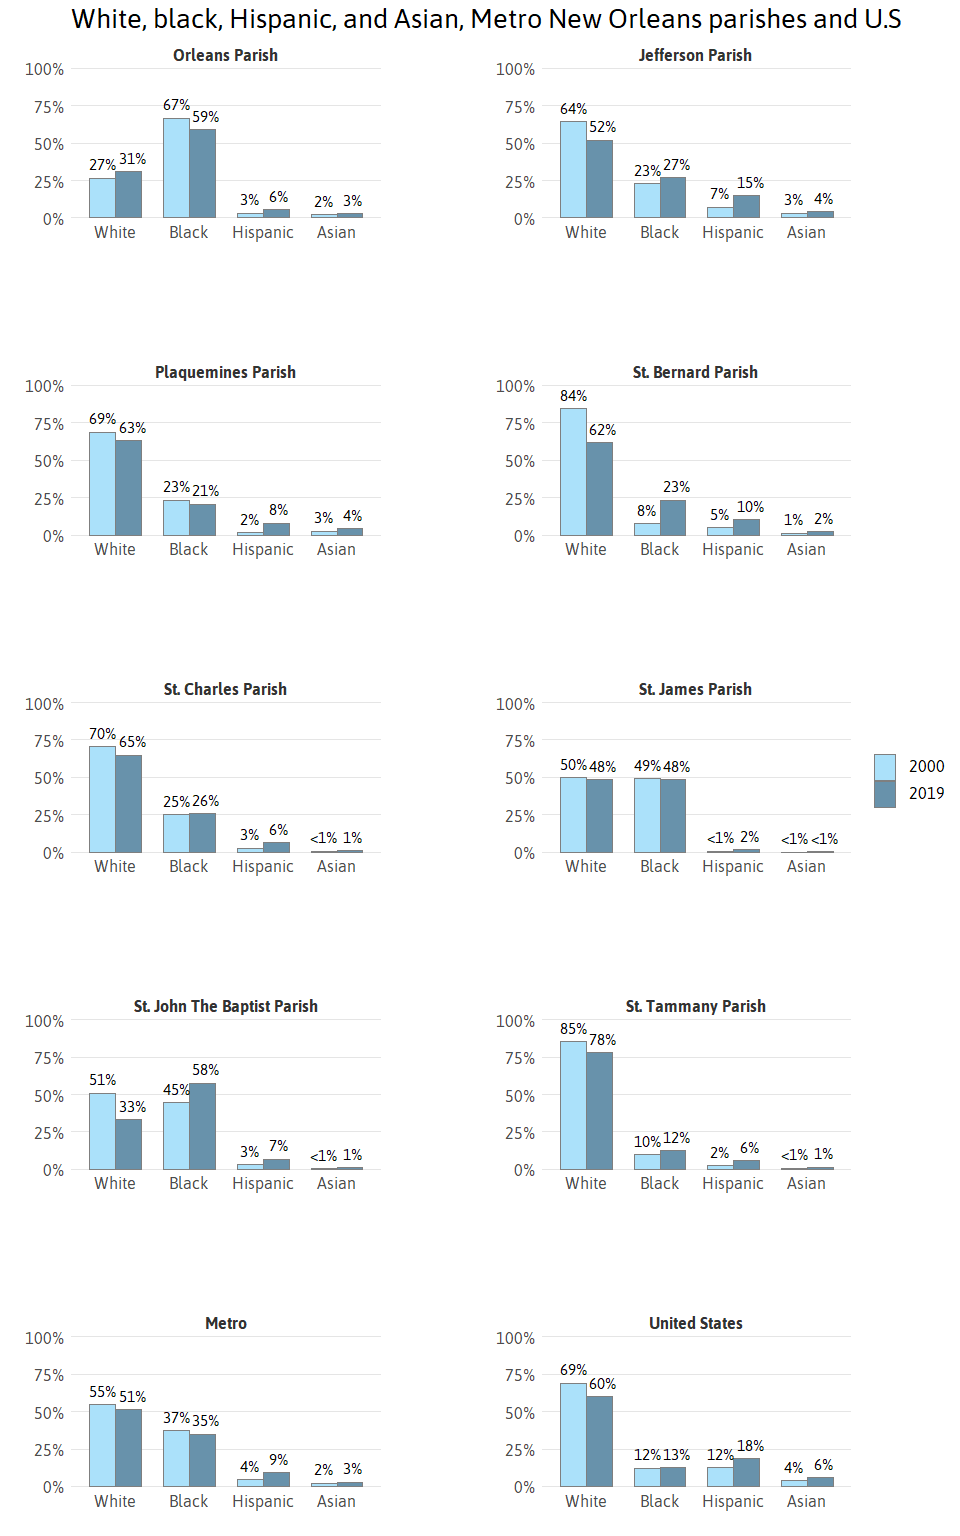 White, black, Hispanic, and Asian, Metro New Orleans parishes and U.S
Orleans Parish
100%
75%
50%
25%
0%
27% 31% 67% 59% 3% 6% 2% 3%
White Black Hispanic Asian
Jefferson Parish
100%
75%
50%
25%
0%
64% 52% 23% 27% 7% 15% 3% 4%
White Black Hispanic Asian
Plaquemines Parish
100%
75%
50%
25%
0%
69% 63% 23% 21% 2% 8% 3% 4%
White Black Hispanic Asian
St. Bernard Parish
100%
75%
50%
25%
0%
84% 62% 8% 23% 5% 10% 1% 2%
White Black Hispanic Asian
St. Charles Parish
100%
75%
50%
25%
0%
70% 65% 25% 26% 3% 6% <1% 1%
White Black Hispanic Asian
St. James Parish
100%
75%
50%
25%
0%
50% 48% 49% 48% <1% 2% <1% <1%
White Black Hispanic Asian
2000
2019
St. John The Baptist Parish
100%
75%
50%
25%
0%
51% 33% 45% 58% 3% 7% <1% 1%
White Black Hispanic Asian
St. Tammany Parish
100%
75%
50%
25%
0%
85% 78% 10% 12% 2% 6% <1% 1%
White Black Hispanic Asian
Metro
100%
75%
50%
25%
0%
55% 51% 37% 35% 4% 9% 2% 3%
White Black Hispanic Asian
United States
100%
75%
50%
25%
0%
69% 60% 12% 13% 12% 18% 4% 6%
White Black Hispanic Asian